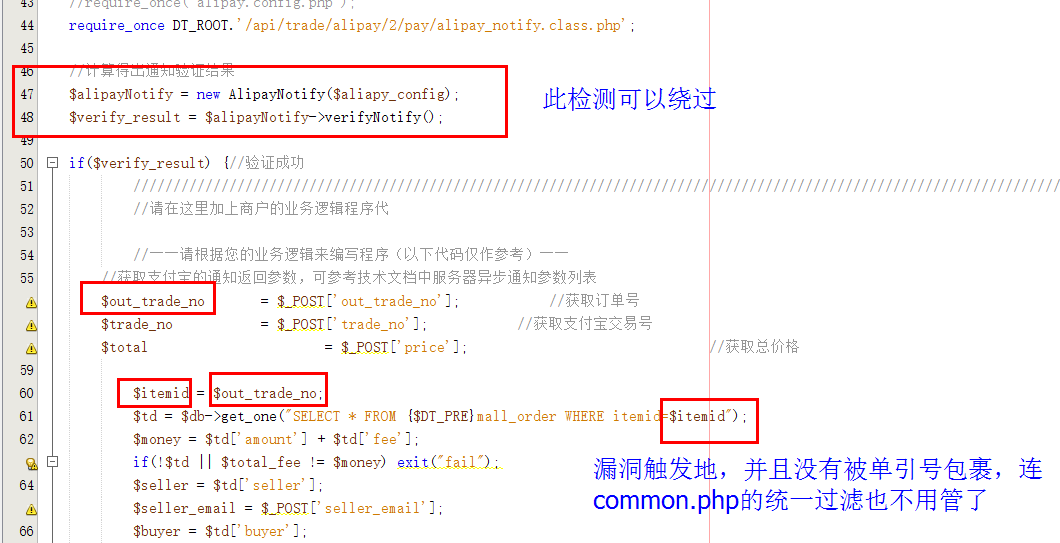 43 //require_once("alipay.config.php");
44 require_once DT_ROOT.'/api/trade/alipay/2/pay/alipay_notify.class.php';
45
46 //计算得出通知验证结果
47 $alipayNotify = new AlipayNotify($aliapy_config);
48 $verify_result = $alipayNotify->verifyNotify();
此检测可以绕过
49
50 if($verify_result) {//验证成功
51 ////////////////////////////////////////////////////////////////////////////////////////////////////////////////////
52 //请在这里加上商户的业务逻辑程序代
53
54 //——请根据您的业务逻辑来编写程序（以下代码仅作参考）——
55 //获取支付宝的通知返回参数，可参考技术文档中服务器异步通知参数列表
$out_trade_no = $_POST['out_trade_no']; //获取订单号
$trade_no = $_POST['trade_no']; //获取支付宝交易号
$total = $_POST['price']; //获取总价格
59
60 $itemid = $out_trade_no;
61 $td = $db->get_one("SELECT * FROM {$DT_PRE}mall_order WHERE itemid=$itemid");
62 $money = $td['amount'] + $td['fee'];
if(!$td || $total_fee != $money) exit("fail");
64 $seller = $td['seller'];
$seller_email = $_POST['seller_email'];
66 $buyer = $td['buyer'];
漏洞触发地，并且没有被单引号包裹，连
common.php的统一过滤也不用管了